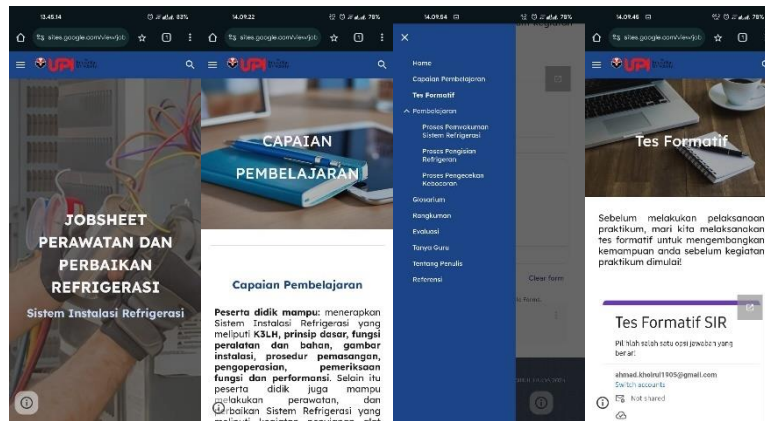 13.45.14
83%
sites.google.com/view/job
UPI
JOBSHEET
PERAWATAN DAN
PERBAIKAN
REFRIGERASI
Sistem Instalasi Refrigerasi
14.09.22
78%
sites.google.com/view/job
UPI
CAPAIAN
PEMBELAJARAN
Capaian Pembelajaran
Peserta didik mampu: menerapkan
Sistem Instalasi Refrigerasi yang
meliputi K3LH, prinsip dasar, fungsi
peralatan dan bahan, gambar
instalasi, prosedur pemasangan,
pengoperasian, pemeriksaan
fungsi dan performansi. Selain itu
peserta didik juga mampu
melakukan perawatan, dan
perbaikan Sistem Refrigerasi yang
meliputi kegiatan penujangan alat
14.09.54
78%
Home
Capaian Pembelajaran
Tes Formatif
Pembelajaran
Proses Pemvakuman
Sistem Refrigerasi
Proses Pengisian
Refrigeran
Proses Pengecekan
Kebocoran
Glosarium
Rangkuman
Evaluasi
Tanya Guru
Tentang Penulis
Referensi
Clear form
14.09.46
78%
sites.google.com/view/job
UPI
Tes Formatif
Sebelum melakukan pelaksanaan
praktikum, mari kita melaksanakan
tes formatif untuk mengembangkan
kemampuan anda sebelum kegiatan
praktikum dimulai!
Tes Formatif SIR
Pilihlah salah satu opsi jawaban yang
benar!
ahmad.khoirul1905@gmail.com
Switch accounts
Not shared